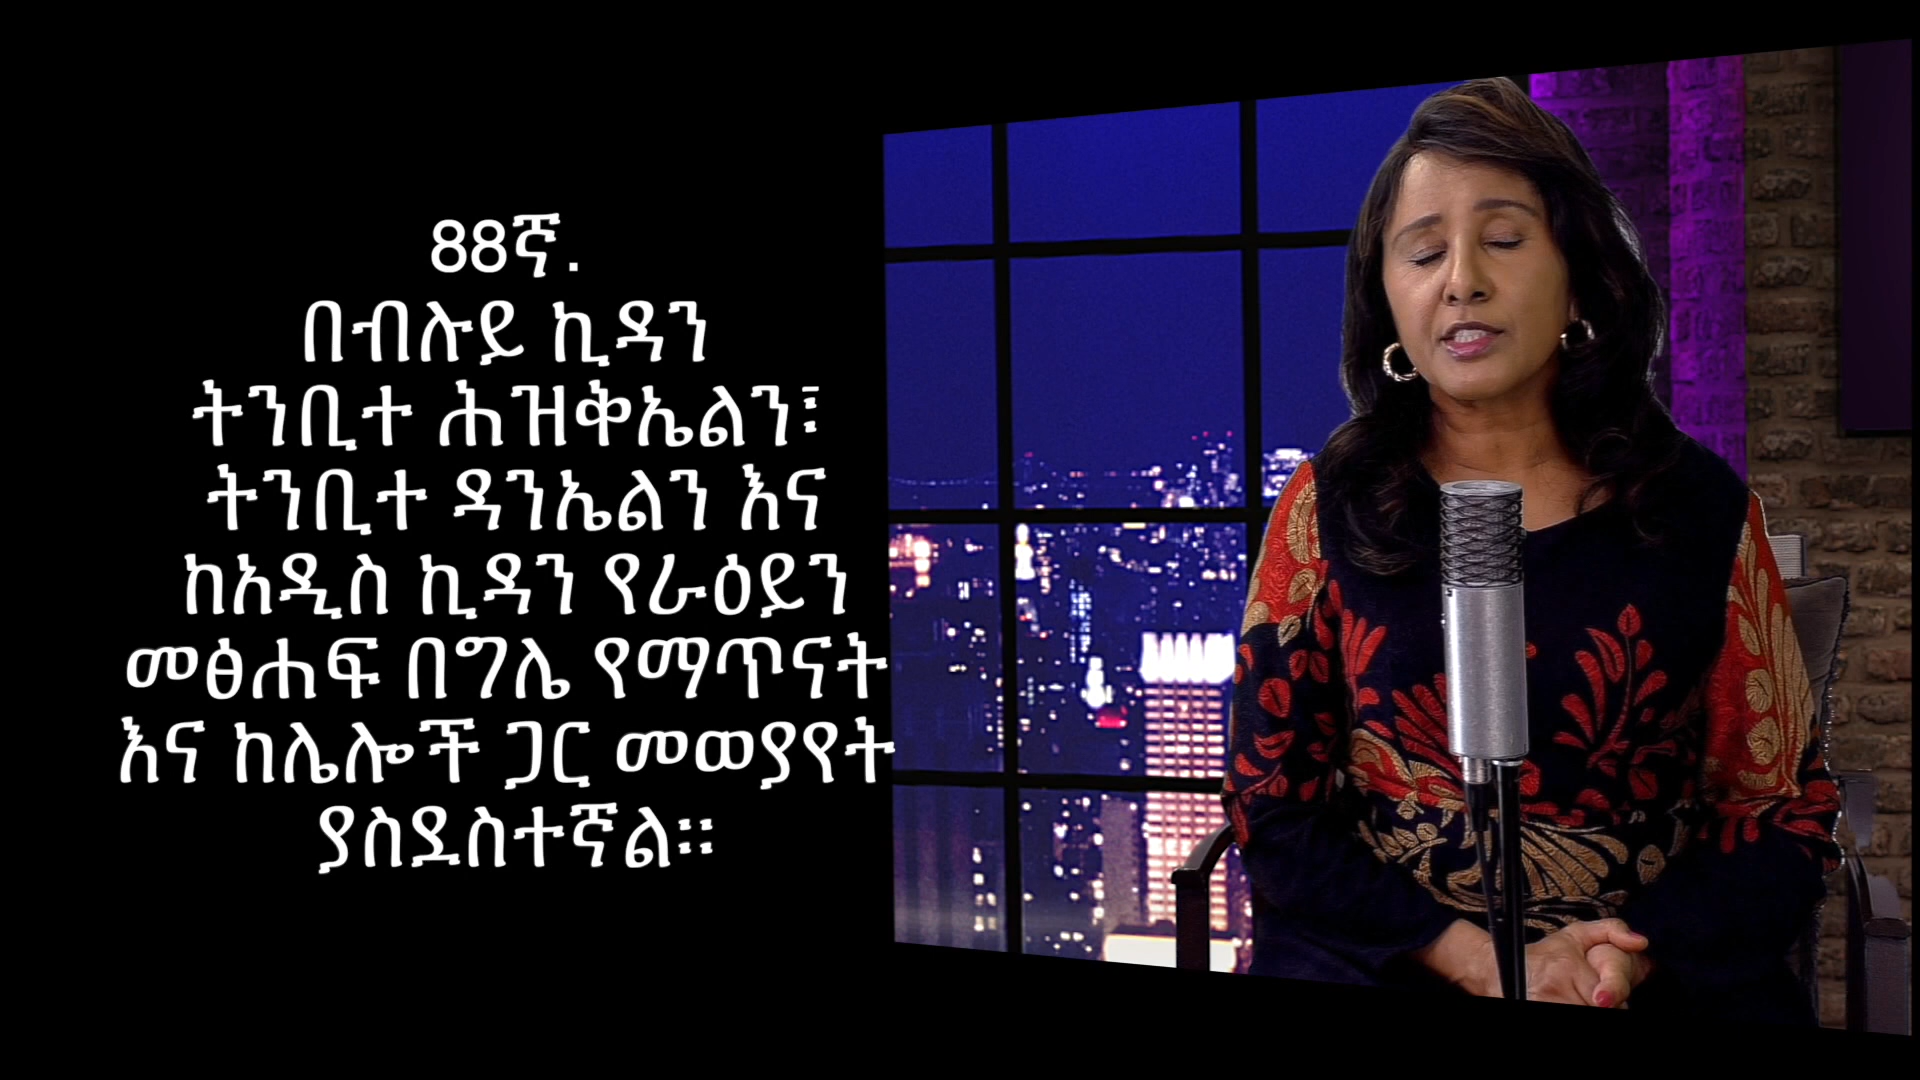 88ኛ.
በብሉይ ኪዳን
ትንቢተ ሕዝቅኤልን፣
ትንቢተ ዳንኤልን እና
ከአዲስ ኪዳን የራዕይን
መፅሐፍ በግሌ የማጥናት
እና ከሌሎች ጋር መወያየት
ያስደስተኛል።